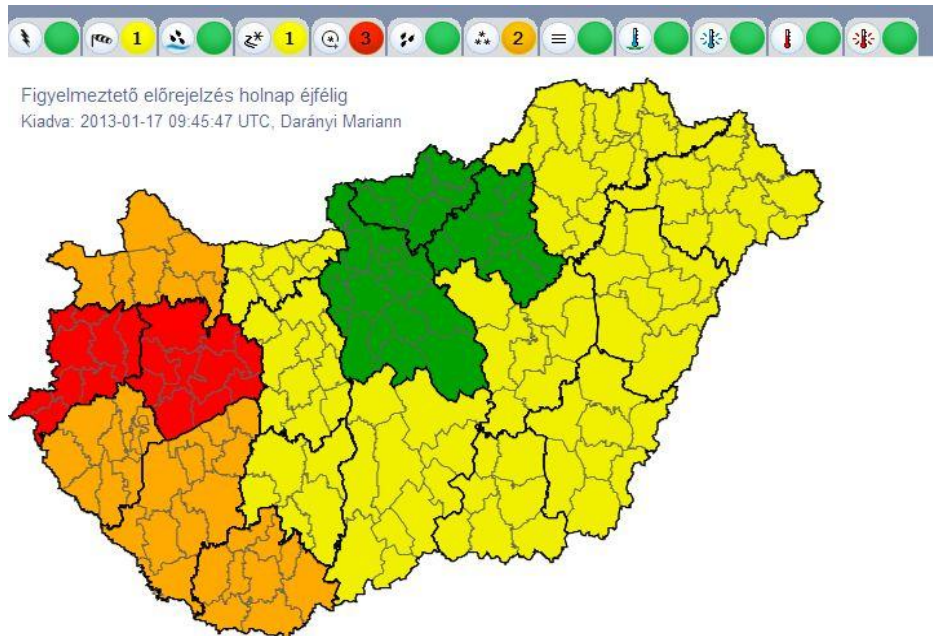 1 1 3 2
Figyelmeztető előrejelzés holnap éjfélig
Kiadva: 2013-01-17 09:45:47 UTC, Darányi Mariann